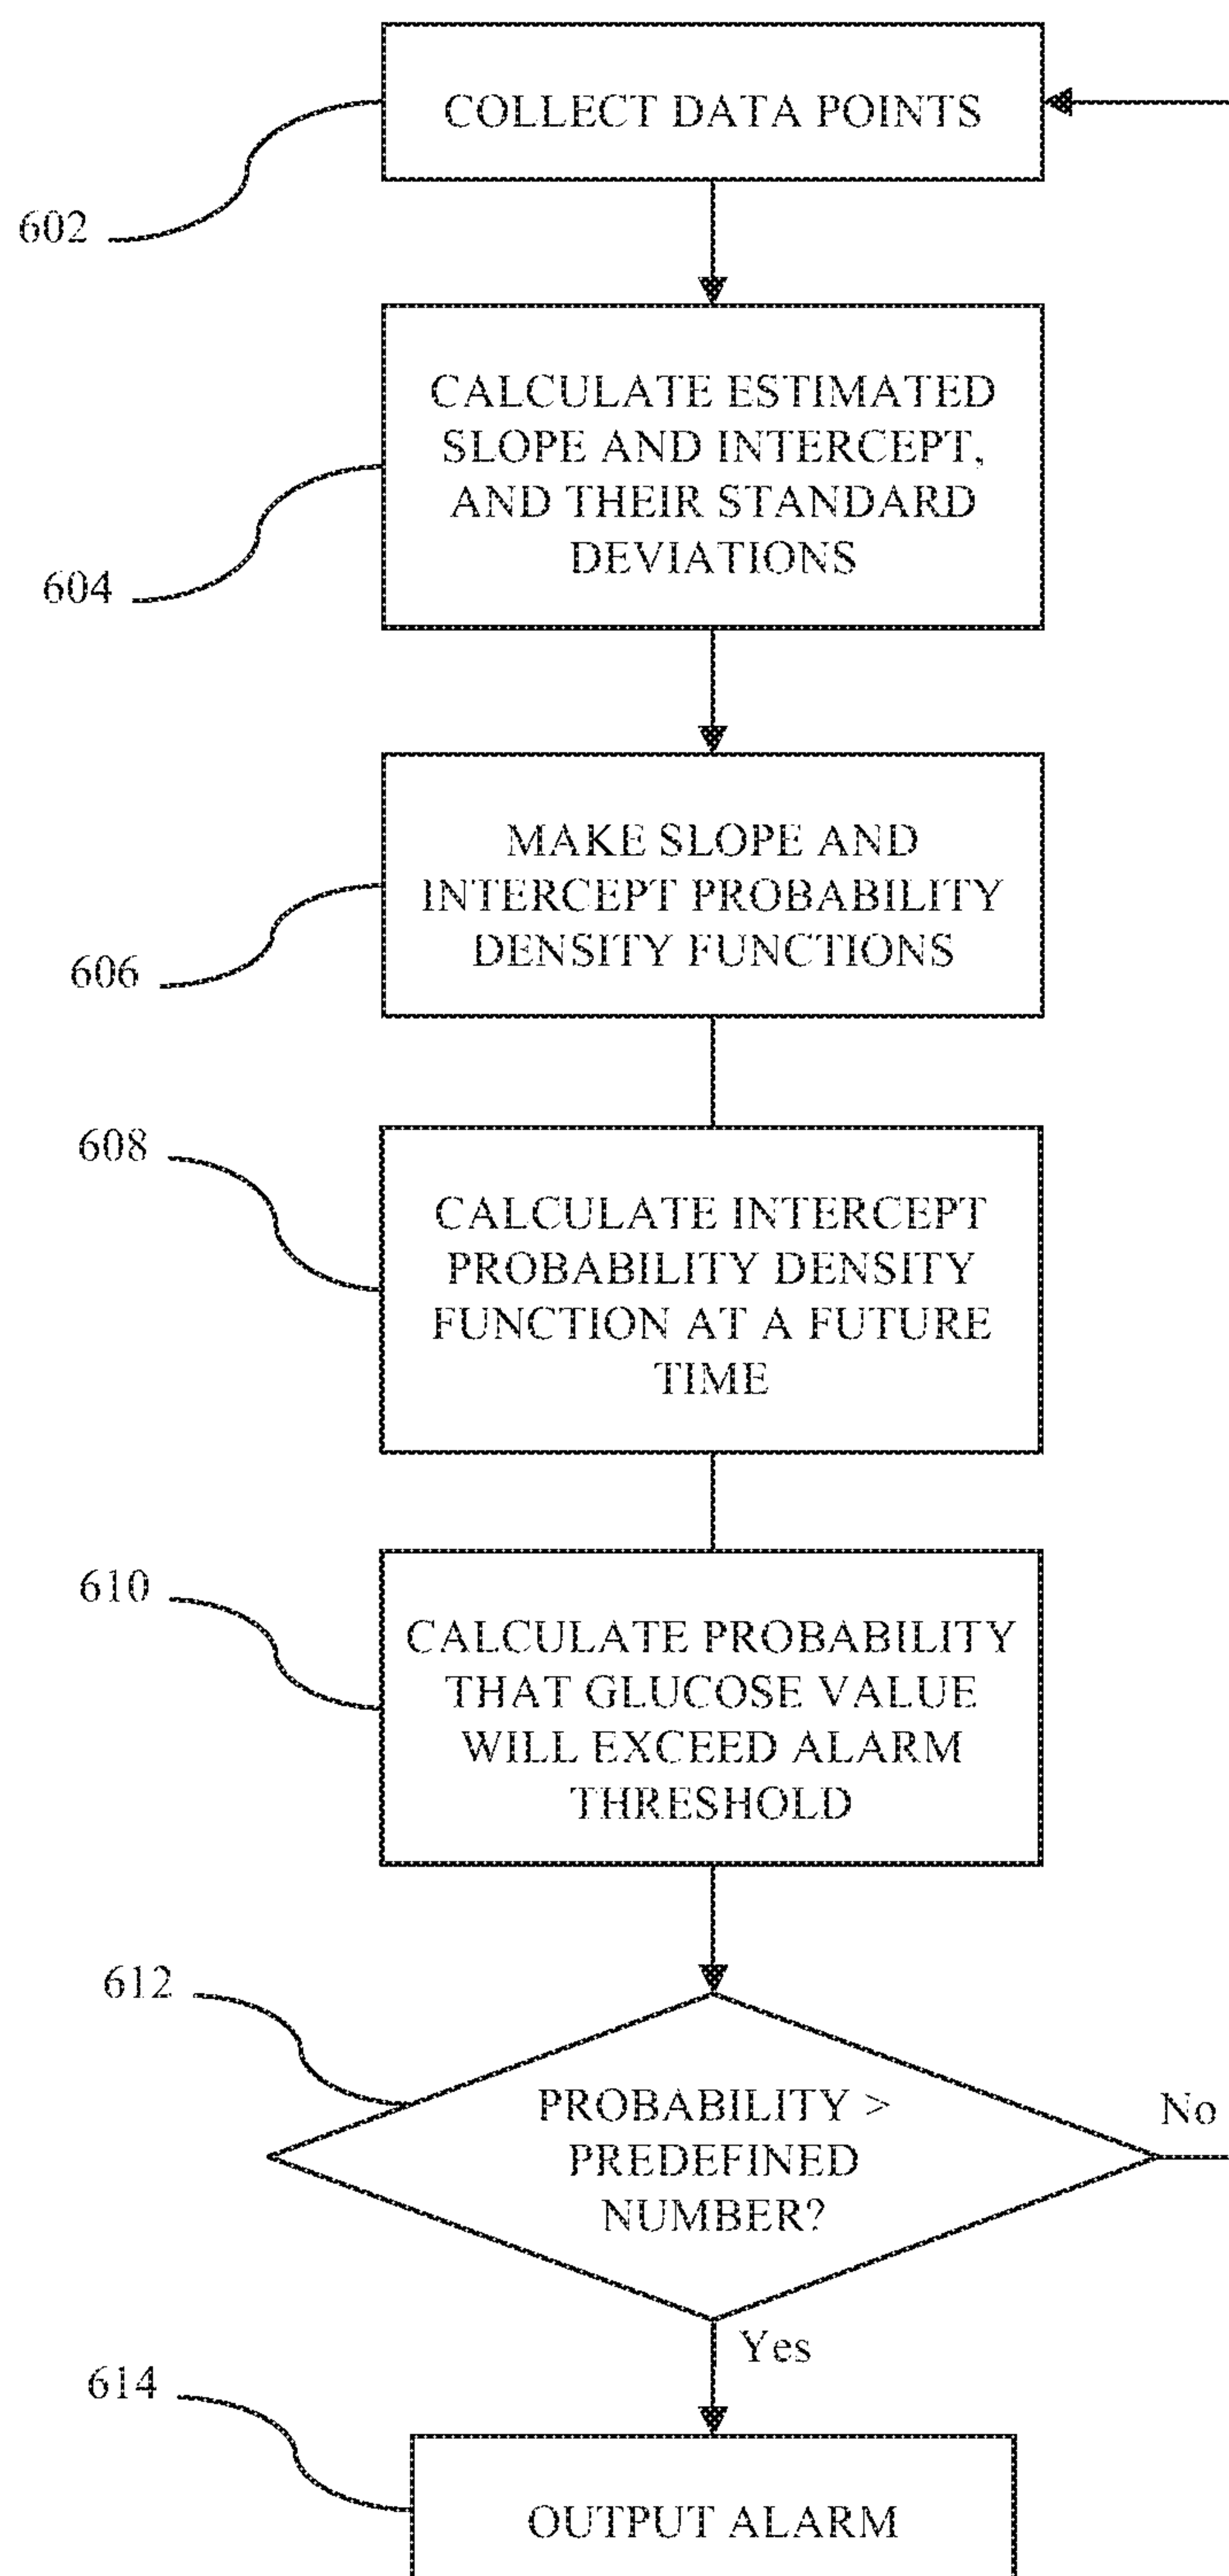 COLLECT DATA POINTS
602
CALCULATE ESTIMATED
SLOPE AND INTERCEPT,
AND THEIR STANDARD
DEVIATIONS
604
MAKE SLOPE AND
INTERCEPT PROBABILITY
DENSITY FUNCTIONS
606
608
CALCULATE INTERCEPT
PROBABILITY DENSITY
FUNCTION AT A FUTURE
TIME
610
CALCULATE PROBABILITY
THAT GLUCOSE VALUE
WILL EXCEED ALARM
THRESHOLD
612
PROBABILITY >
PREDEFINED
NUMBER?
No
Yes
614
OUTPUT ALARM